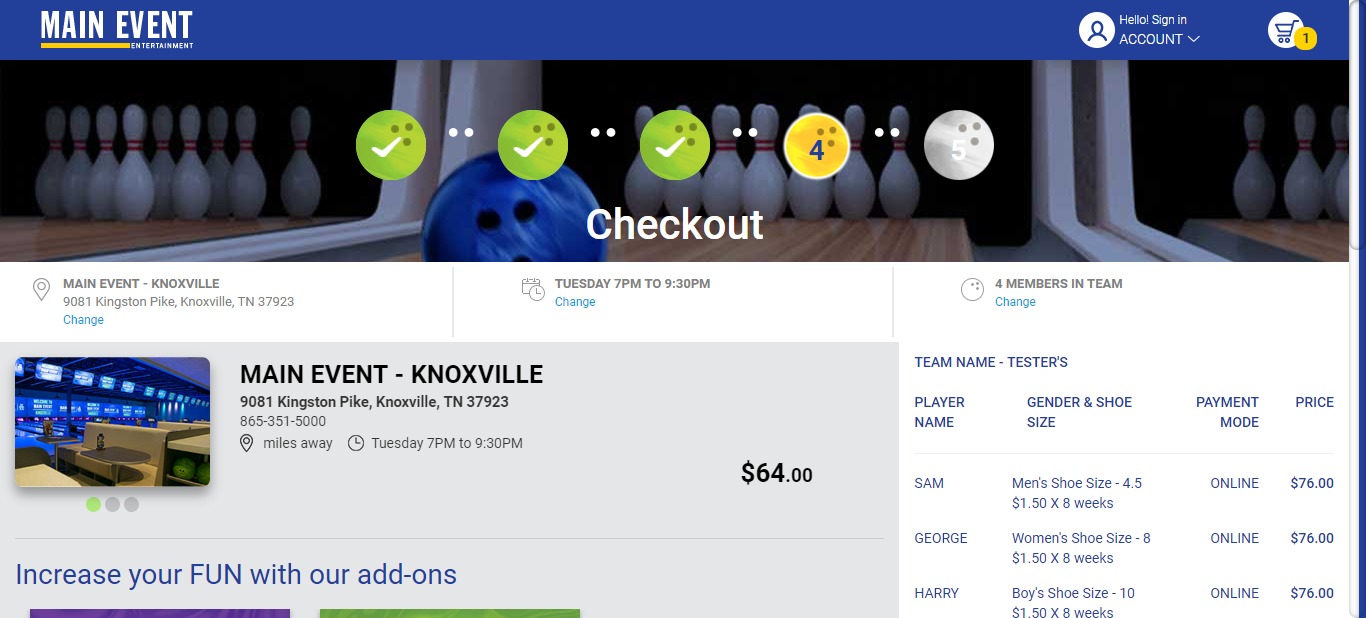 MAIN EVENT
ENTERTAINMENT
Hello! Sign in
ACCOUNT
1
4
5
Checkout
MAIN EVENT - KNOXVILLE
9081 Kingston Pike, Knoxville, TN 37923
Change
TUESDAY 7PM TO 9:30PM
Change
4 MEMBERS IN TEAM
Change
MAIN EVENT - KNOXVILLE
9081 Kingston Pike, Knoxville, TN 37923
865-351-5000
miles away Tuesday 7PM to 9:30PM
$64.00
Increase your FUN with our add-ons
TEAM NAME - TESTER'S
PLAYER NAME GENDER & SHOE SIZE PAYMENT MODE PRICE
SAM Men's Shoe Size - 4.5 ONLINE $76.00
$1.50 X 8 weeks
GEORGE Women's Shoe Size - 8 ONLINE $76.00
$1.50 X 8 weeks
HARRY Boy's Shoe Size - 10 ONLINE $76.00
$1.50 X 8 weeks